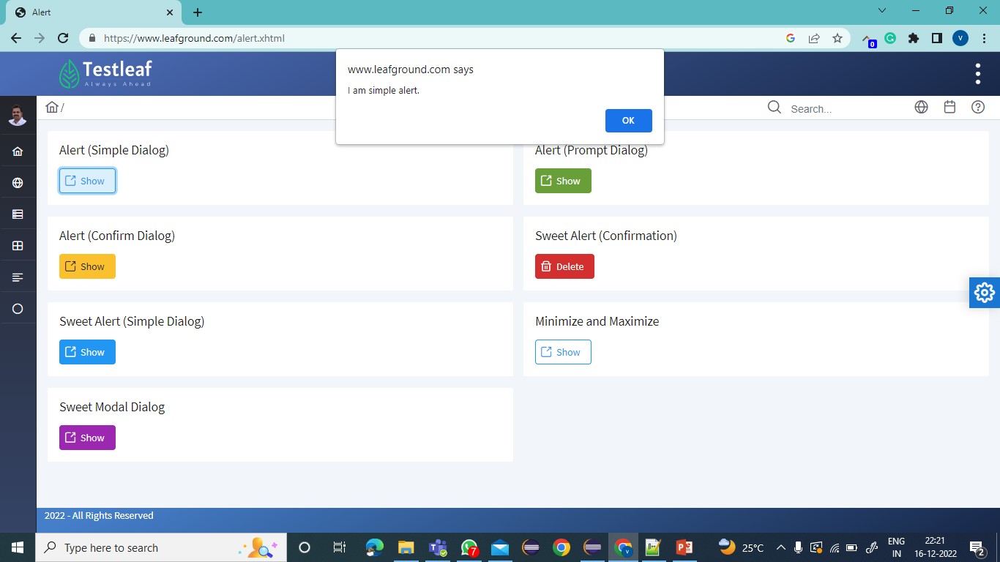 Alert
https://www.leafground.com/alert.xhtml
0
V
Testleaf
Always Ahead
www.leafground.com says
I am simple alert.
OK
/
Search...
Alert (Simple Dialog)
Show
Alert (Prompt Dialog)
Show
Alert (Confirm Dialog)
Show
Sweet Alert (Confirmation)
Delete
Sweet Alert (Simple Dialog)
Show
Minimize and Maximize
Show
Sweet Modal Dialog
Show
2022 - All Rights Reserved
Type here to search
7
25°C
ENG
IN
22:21
16-12-2022
2